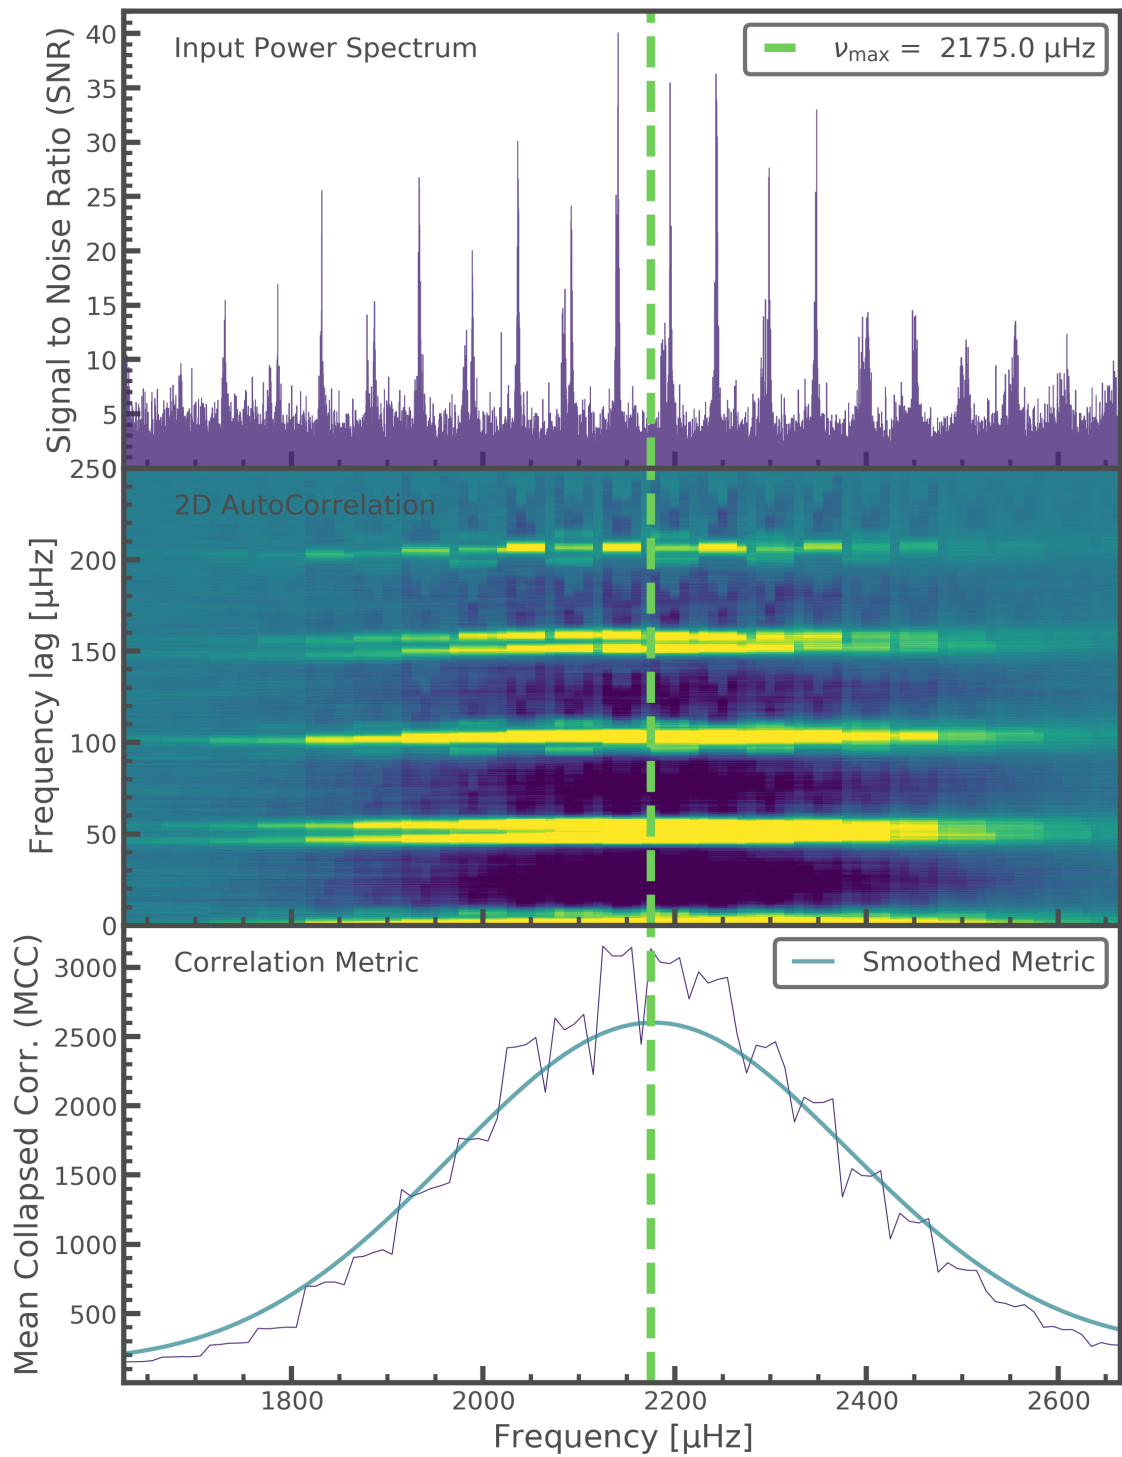 Input Power Spectrum
νmax = 2175.0 μHz
Signal to Noise Ratio (SNR)
40
35
30
25
20
15
10
5
2D AutoCorrelation
Frequency lag [μHz]
250
200
150
100
50
0
Correlation Metric
Smoothed Metric
Mean Collapsed Corr. (MCC)
3000
2500
2000
1500
1000
500
1800 2000 2200 2400 2600
Frequency [μHz]